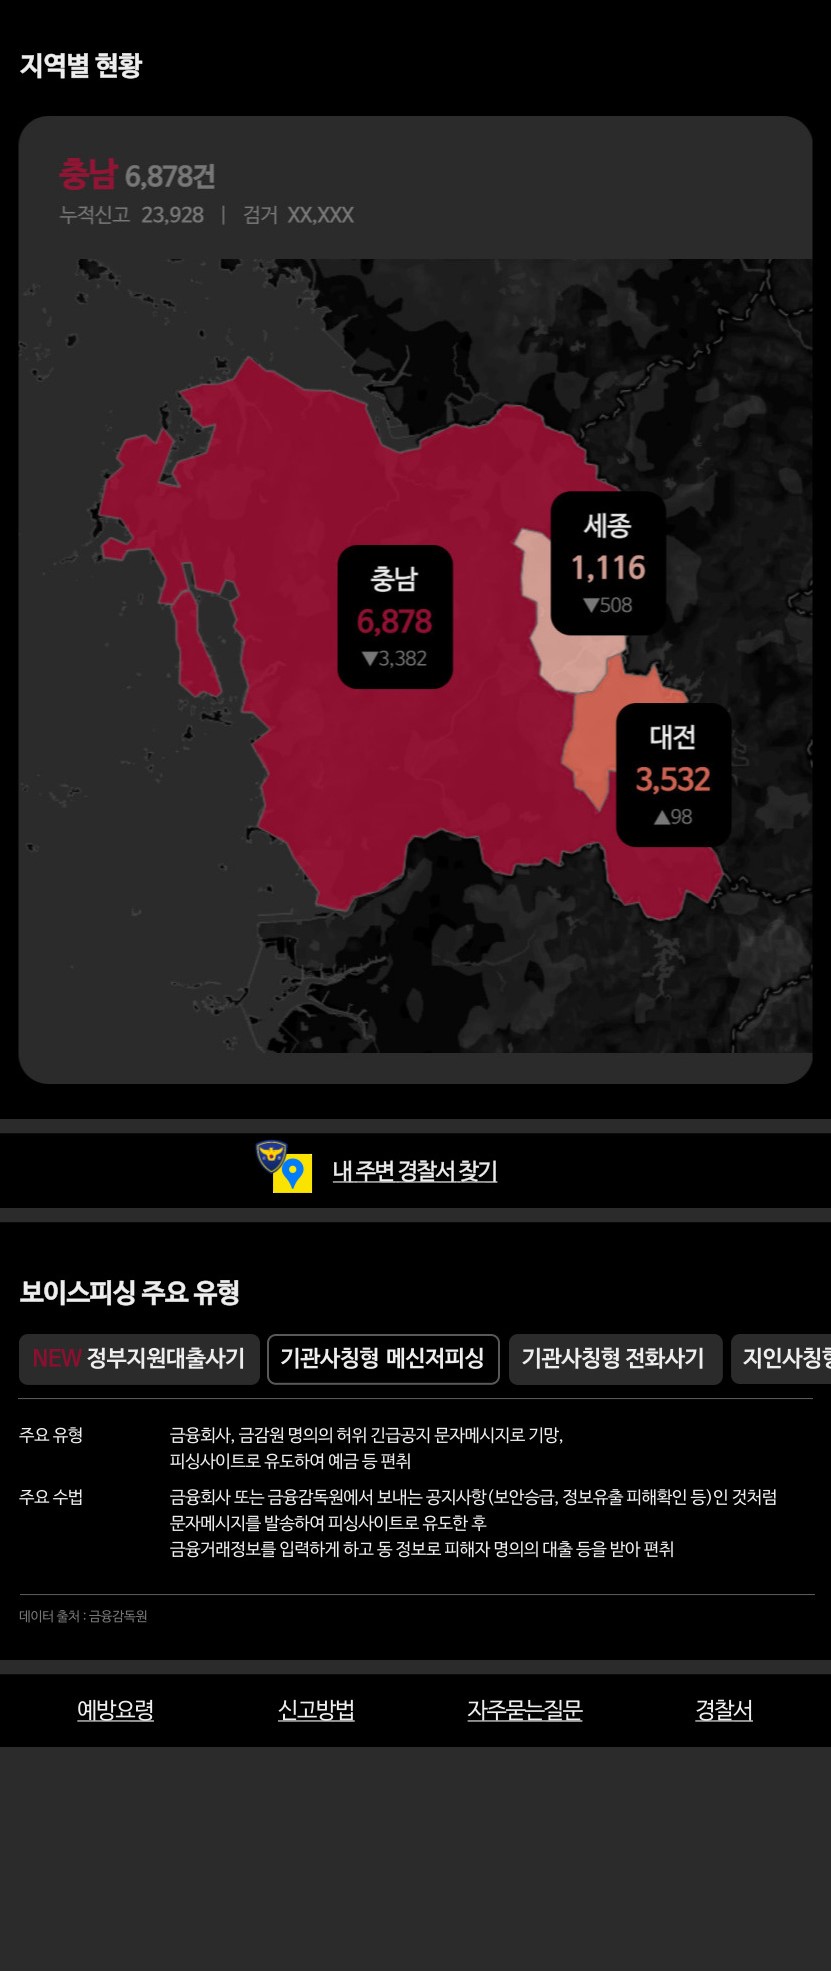 지역별 현황
충남 6,878건
누적신고 23,928 | 검거 XX,XXX
세종
1,116
▼508
충남
6,878
▼3,382
대전
3,532
▲98
내 주변 경찰서 찾기
보이스피싱 주요 유형
NEW 정부지원대출사기 기관사칭형 메신저피싱 기관사칭형 전화사기 지인사칭형
주요 유형 금융회사, 금감원 명의의 허위 긴급공지 문자메시지로 기망,
피싱사이트로 유도하여 예금 등 편취
주요 수법 금융회사 또는 금융감독원에서 보내는 공지사항(보안승급, 정보유출 피해확인 등)인 것처럼
문자메시지를 발송하여 피싱사이트로 유도한 후
금융거래정보를 입력하게 하고 동 정보로 피해자 명의의 대출 등을 받아 편취
데이터 출처 : 금융감독원
예방요령 신고방법 자주묻는질문 경찰서